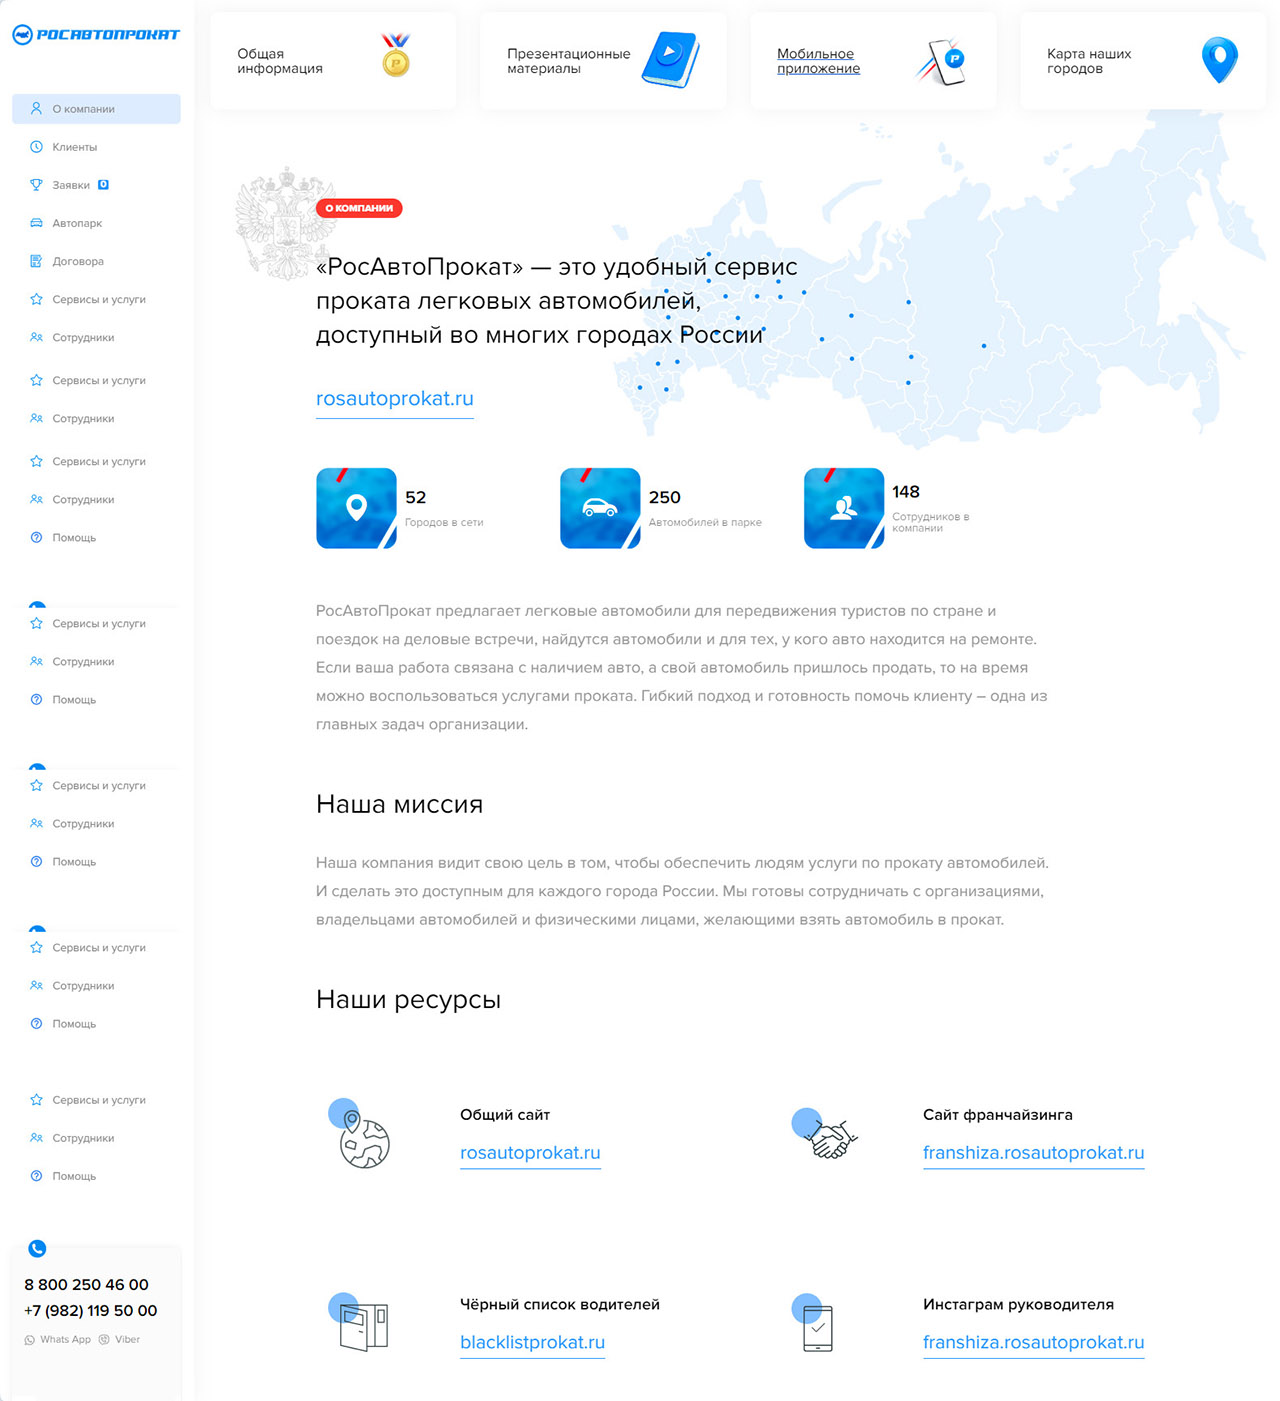 РОСАВТОПРОКАТ
О компании
Клиенты
Заявки 0
Автопарк
Договора
Сервисы и услуги
Сотрудники
Сервисы и услуги
Сотрудники
Сервисы и услуги
Сотрудники
Помощь
Сервисы и услуги
Сотрудники
Помощь
Сервисы и услуги
Сотрудники
Помощь
Сервисы и услуги
Сотрудники
Помощь
Сервисы и услуги
Сотрудники
Помощь
8 800 250 46 00
+7 (982) 119 50 00
Whats App Viber
Общая
информация
Презентационные
материалы
Мобильное
приложение
Карта наших
городов
О КОМПАНИИ
«РосАвтоПрокат» — это удобный сервис
проката легковых автомобилей,
доступный во многих городах России
rosautoprokat.ru
52
Городов в сети
250
Автомобилей в парке
148
Сотрудников в
компании
РосАвтоПрокат предлагает легковые автомобили для передвижения туристов по стране и
поездок на деловые встречи, найдутся автомобили и для тех, у кого авто находится на ремонте.
Если ваша работа связана с наличием авто, а свой автомобиль пришлось продать, то на время
можно воспользоваться услугами проката. Гибкий подход и готовность помочь клиенту – одна из
главных задач организации.
Наша миссия
Наша компания видит свою цель в том, чтобы обеспечить людям услуги по прокату автомобилей.
И сделать это доступным для каждого города России. Мы готовы сотрудничать с организациями,
владельцами автомобилей и физическими лицами, желающими взять автомобиль в прокат.
Наши ресурсы
Общий сайт
rosautoprokat.ru
Сайт франчайзинга
franshiza.rosautoprokat.ru
Чёрный список водителей
blacklistprokat.ru
Инстаграм руководителя
franshiza.rosautoprokat.ru